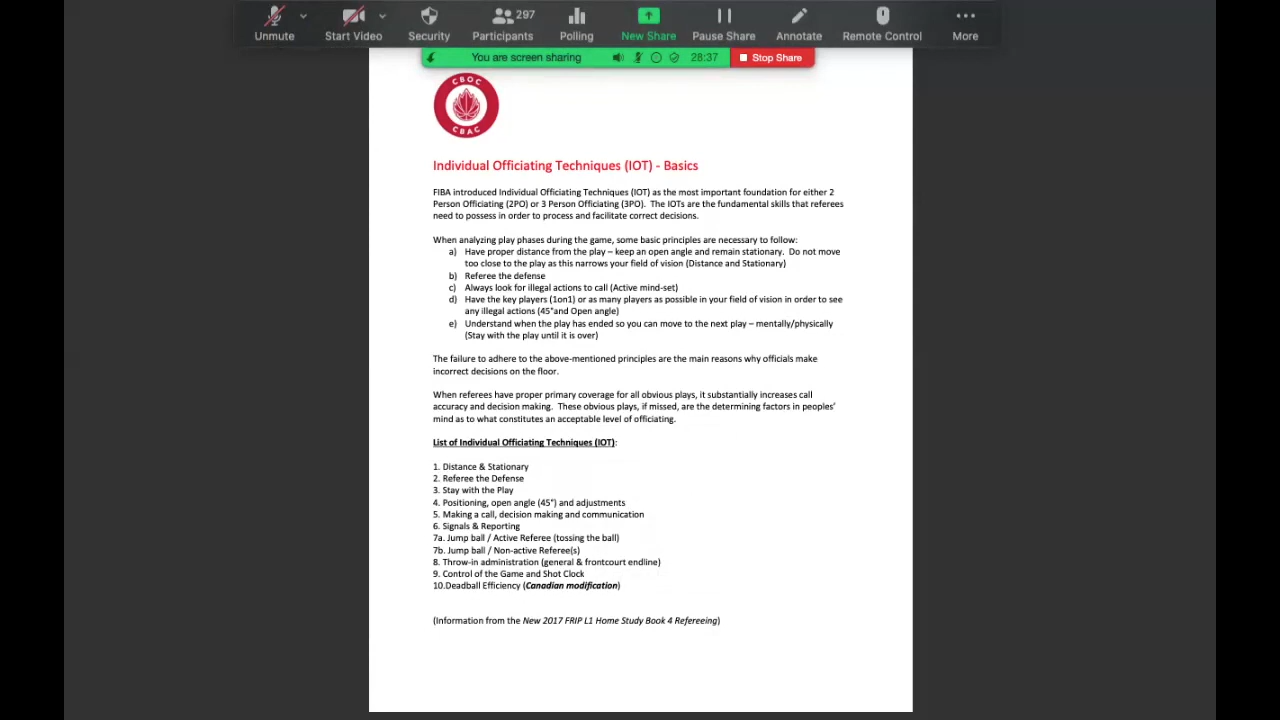 Unmute
Start Video
Security
297
Participants
Polling
New Share
Pause Share
Annotate
Remote Control
More
You are screen sharing
28:37
Stop Share
CBOC
CBAC
Individual Officiating Techniques (IOT) - Basics
FIBA introduced Individual Officiating Techniques (IOT) as the most important foundation for either 2
Person Officiating (2PO) or 3 Person Officiating (3PO). The IOTs are the fundamental skills that referees
need to possess in order to process and facilitate correct decisions.
When analyzing play phases during the game, some basic principles are necessary to follow:
a) Have proper distance from the play – keep an open angle and remain stationary. Do not move
too close to the play as this narrows your field of vision (Distance and Stationary)
b) Referee the defense
c) Always look for illegal actions to call (Active mind-set)
d) Have the key players (1on1) or as many players as possible in your field of vision in order to see
any illegal actions (45°and Open angle)
e) Understand when the play has ended so you can move to the next play – mentally/physically
(Stay with the play until it is over)
The failure to adhere to the above-mentioned principles are the main reasons why officials make
incorrect decisions on the floor.
When referees have proper primary coverage for all obvious plays, it substantially increases call
accuracy and decision making. These obvious plays, if missed, are the determining factors in peoples’
mind as to what constitutes an acceptable level of officiating.
List of Individual Officiating Techniques (IOT):
1. Distance & Stationary
2. Referee the Defense
3. Stay with the Play
4. Positioning, open angle (45°) and adjustments
5. Making a call, decision making and communication
6. Signals & Reporting
7a. Jump ball / Active Referee (tossing the ball)
7b. Jump ball / Non-active Referee(s)
8. Throw-in administration (general & frontcourt endline)
9. Control of the Game and Shot Clock
10.Deadball Efficiency (Canadian modification)
(Information from the New 2017 FRIP L1 Home Study Book 4 Refereeing)